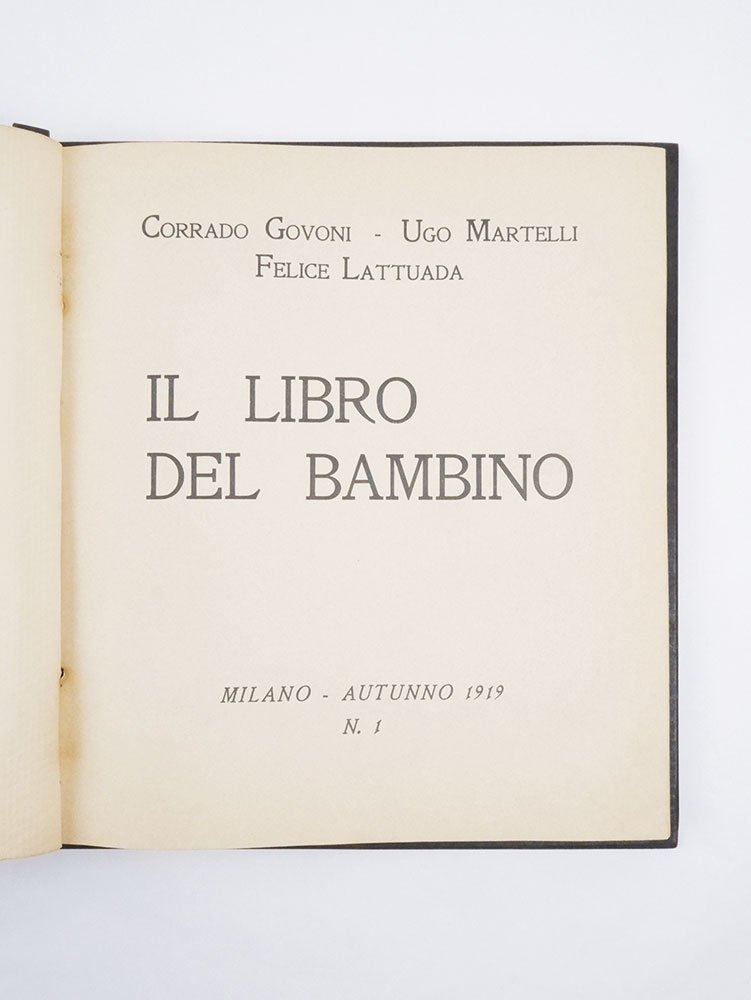 Corrado Govoni - Ugo Martelli
Felice Lattuada
IL LIBRO
DEL BAMBINO
MILANO - AUTUNNO 1919
N. 1